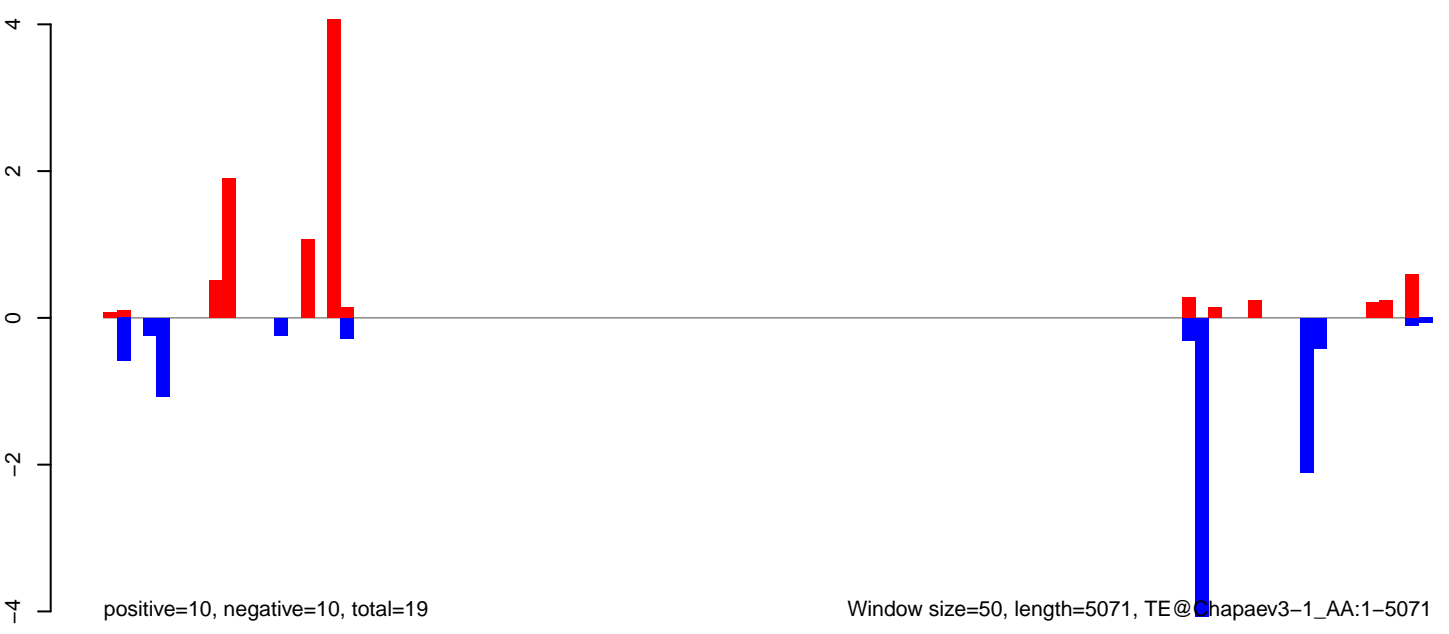 4
2
0
−2
−4
positive=10, negative=10, total=19
Window size=50, length=5071, TE@Chapaev3−1_AA:1−5071